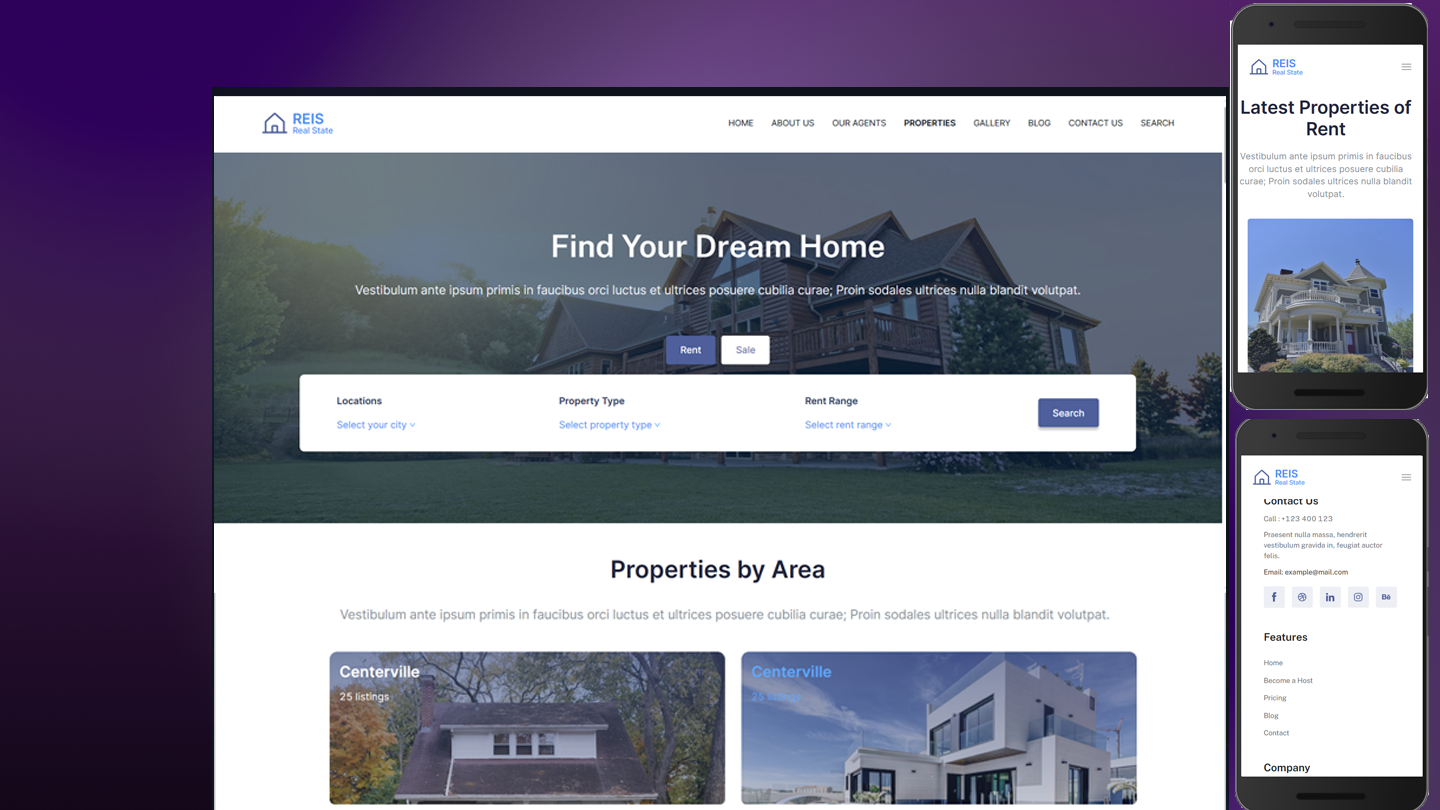 REIS
Real State
HOME ABOUT US OUR AGENTS PROPERTIES GALLERY BLOG CONTACT US SEARCH
Find Your Dream Home
Vestibulum ante ipsum primis in faucibus orci luctus et ultrices posuere cubilia curae; Proin sodales ultrices nulla blandit volutpat.
Rent Sale
Locations Property Type Rent Range
Select your city Select property type Select rent range
Search
Properties by Area
Vestibulum ante ipsum primis in faucibus orci luctus et ultrices posuere cubilia curae; Proin sodales ultrices nulla blandit volutpat.
Centerville
25 listings
Centerville
25 listings
REIS
Real State
Latest Properties of
Rent
Vestibulum ante ipsum primis in faucibus
orci luctus et ultrices posuere cubilia
curae; Proin sodales ultrices nulla blandit
volutpat.
REIS
Real State
Contact Us
Call : +123 400 123
Praesent nulla massa, hendrerit
vestibulum gravida in, feugiat auctor
felis.
Email: example@mail.com
Bē
Features
Home
Become a Host
Pricing
Blog
Contact
Company